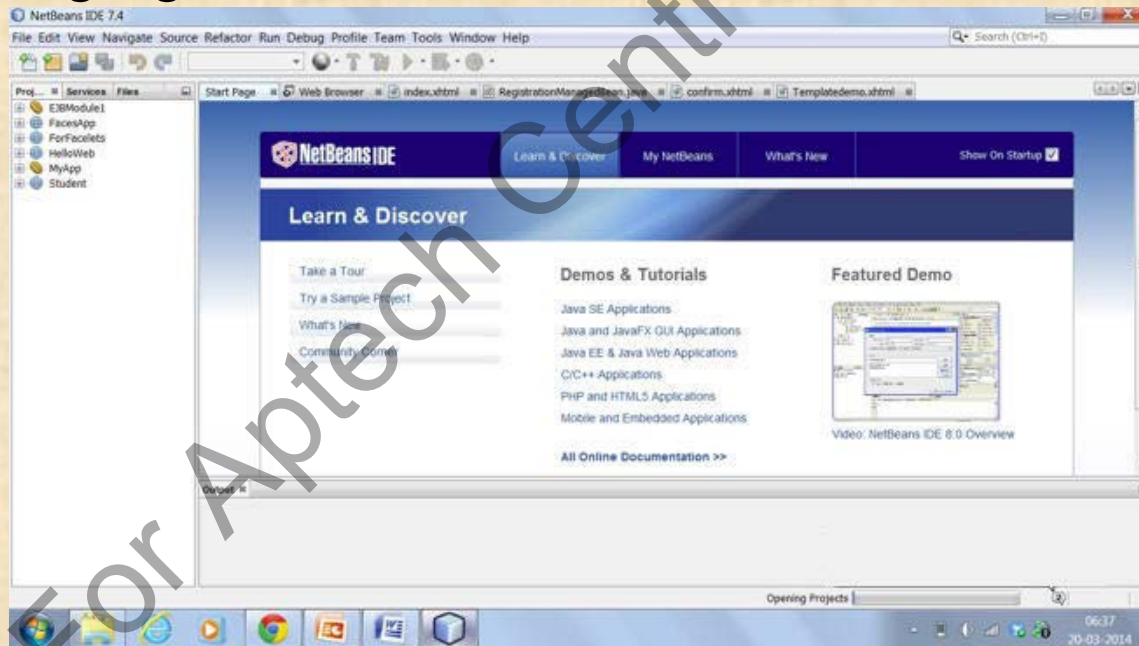 NetBeans IDE 7.4
File Edit View Navigate Source Refactor Run Debug Profile Team Tools Window Help
Search (Ctrl+I)
Proj... Services Files
Start Page Web Browser index.xhtml RegistrationManagedBean.java confirm.xhtml Templatedemo.xhtml
EJBModule1
FacesApp
ForFacelets
HelloWeb
MyApp
Student
NetBeans IDE
Learn & Discover
My NetBeans
What's New
Show On Startup
Learn & Discover
Take a Tour
Try a Sample Project
What's New
Community Corner
Demos & Tutorials
Java SE Applications
Java and JavaFX GUI Applications
Java EE & Java Web Applications
C/C++ Applications
PHP and HTML5 Applications
Mobile and Embedded Applications
All Online Documentation >>
Featured Demo
Video: NetBeans IDE 8.0 Overview
Output
Opening Projects
06:37
20-03-2014
For Aptech Centr